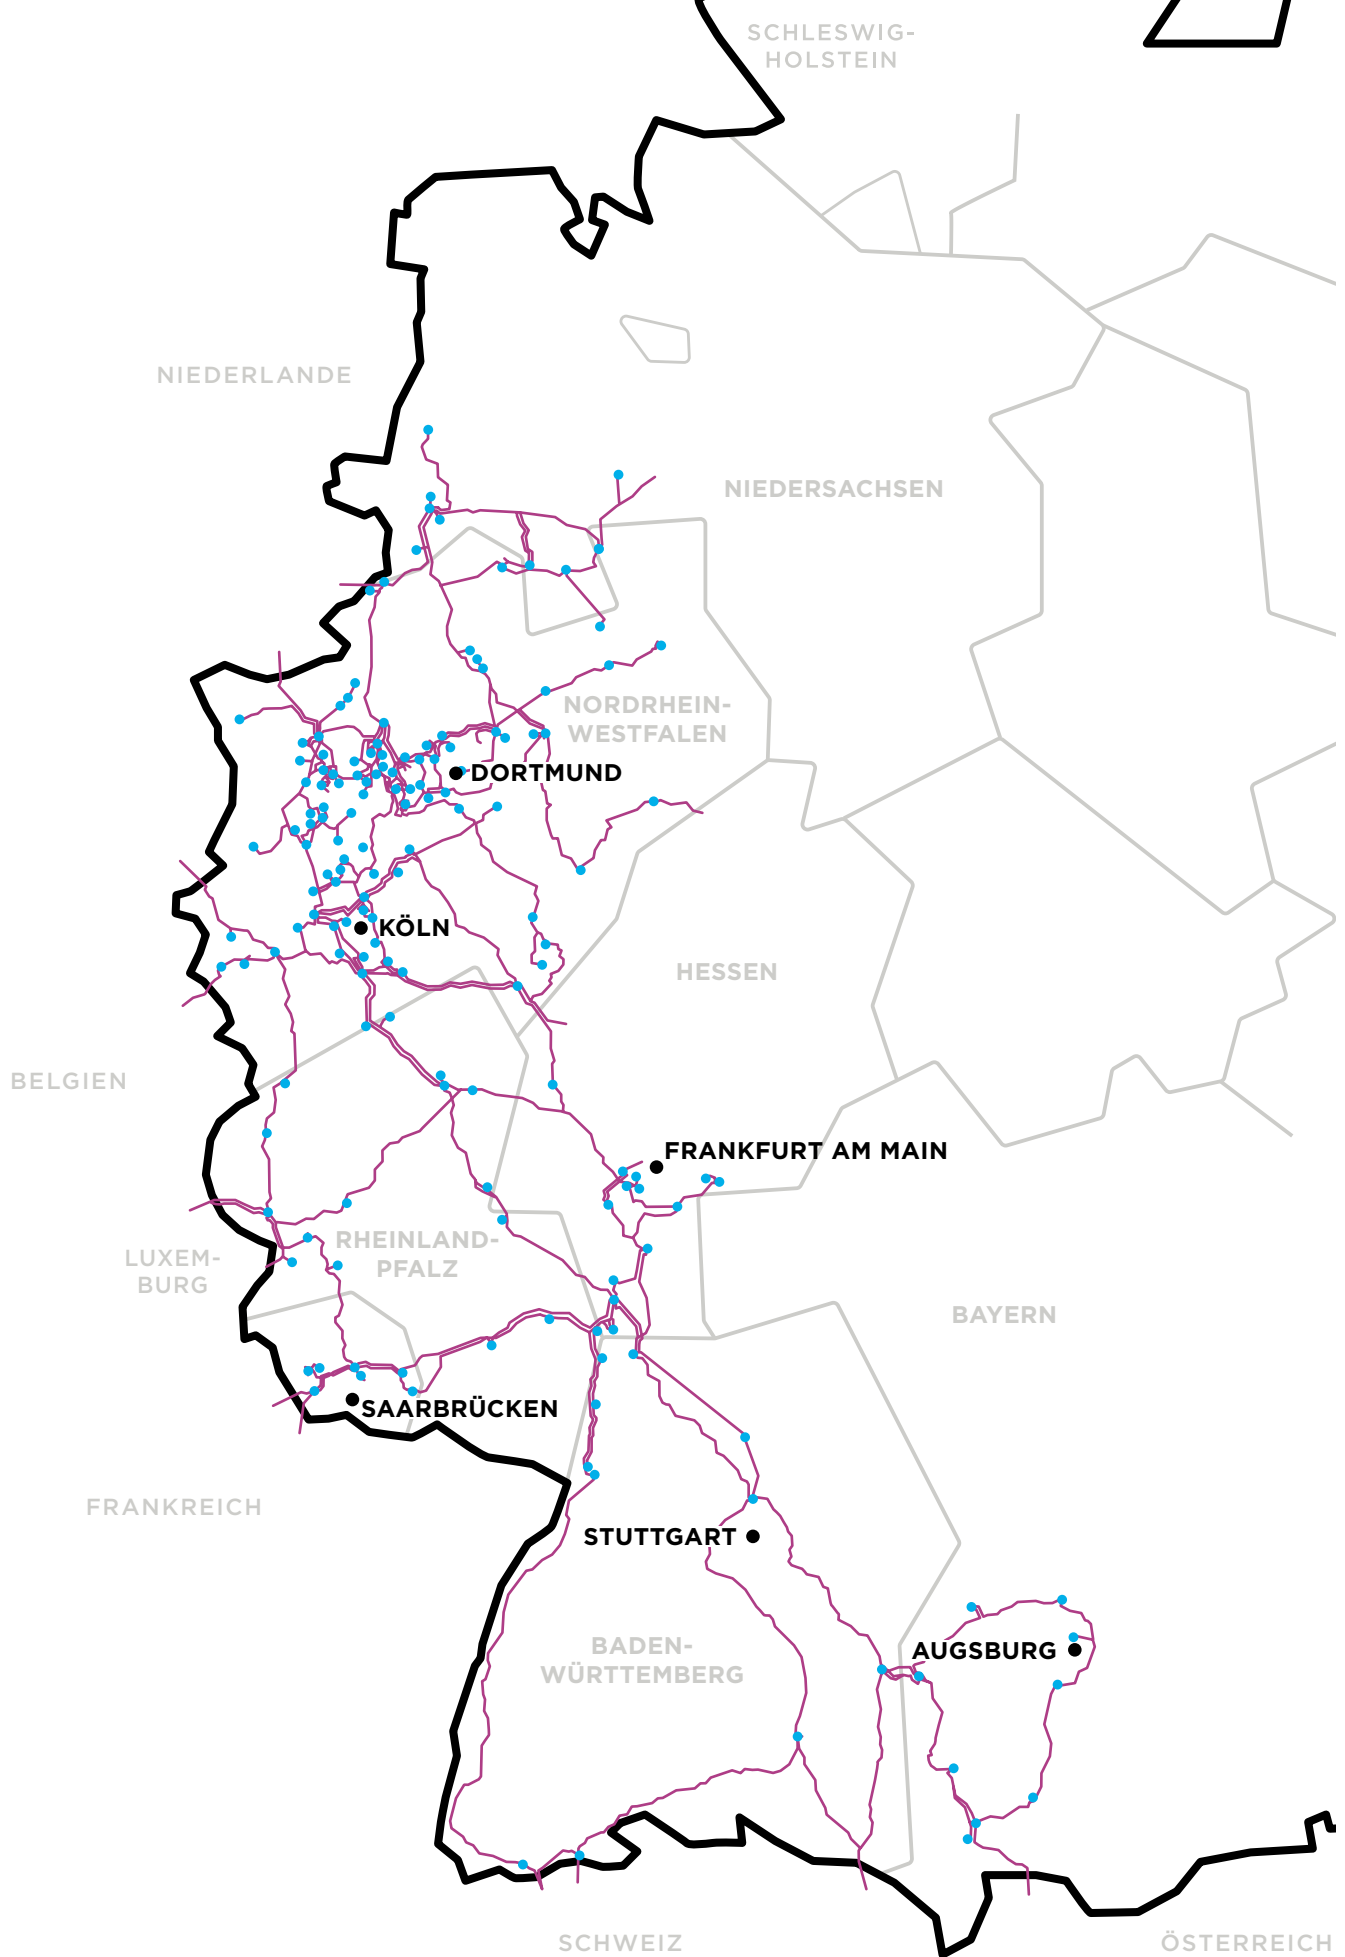 SCHLESWIG-
HOLSTEIN
NIEDERLANDE
NIEDERSACHSEN
NORDRHEIN-
WESTFALEN
DORTMUND
KÖLN
HESSEN
BELGIEN
FRANKFURT AM MAIN
RHEINLAND-
PFALZ
LUXEM-
BURG
BAYERN
SAARBRÜCKEN
FRANKREICH
STUTTGART
BADEN-
WÜRTTEMBERG
AUGSBURG
SCHWEIZ
ÖSTERREICH